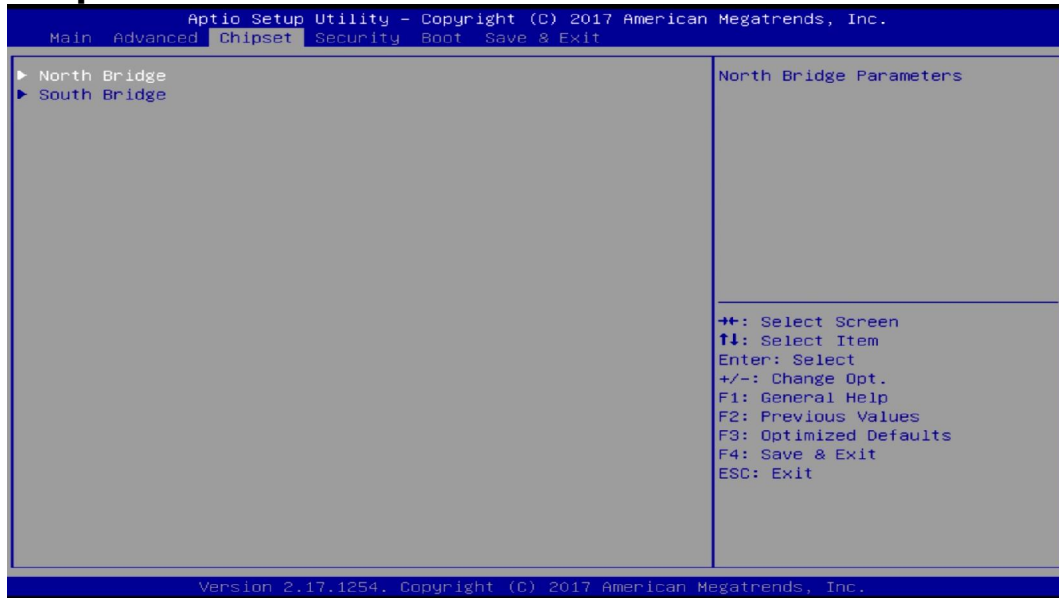 Aptio Setup Utility – Copyright (C) 2017 American Megatrends, Inc.
Main Advanced Chipset Security Boot Save & Exit
▶ North Bridge
▶ South Bridge
North Bridge Parameters
→←: Select Screen
↑↓: Select Item
Enter: Select
+/-: Change Opt.
F1: General Help
F2: Previous Values
F3: Optimized Defaults
F4: Save & Exit
ESC: Exit
Version 2.17.1254. Copyright (C) 2017 American Megatrends, Inc.